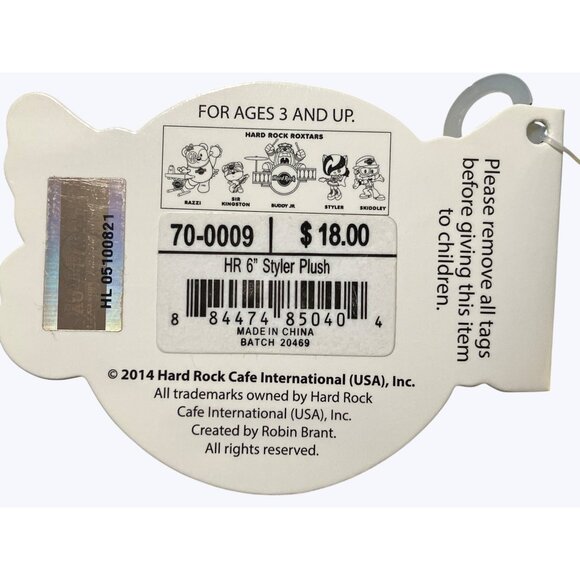 FOR AGES 3 AND UP.
HARD ROCK ROXTARS
BAZZI
SIR KINGSTON
BUDDY JR
STYLER
SKIDDLEY
70-0009 $18.00
HR 6" Styler Plush
8 84474 85040 4
MADE IN CHINA
BATCH 20469
© 2014 Hard Rock Cafe International (USA), Inc.
All trademarks owned by Hard Rock
Cafe International (USA), Inc.
Created by Robin Brant.
All rights reserved.
HL 05100821
Please remove all tags
before giving this item
to children.